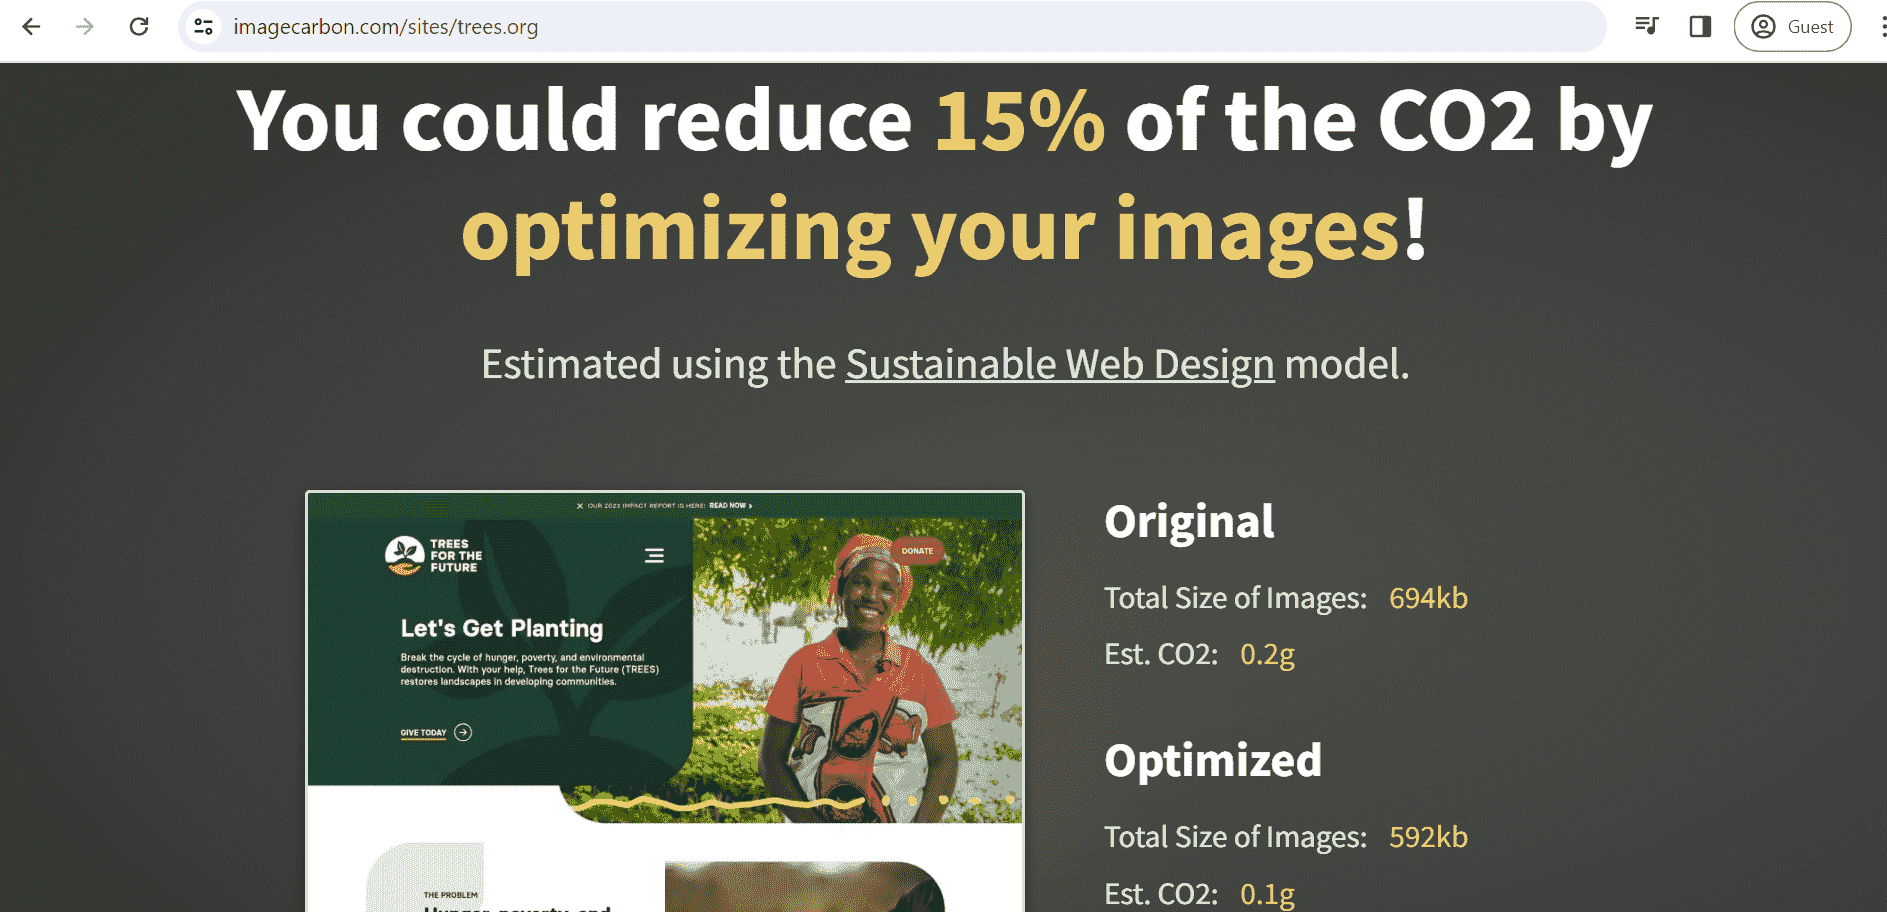 imagecarbon.com/sites/trees.org
Guest
You could reduce 15% of the CO2 by
optimizing your images!
Estimated using the Sustainable Web Design model.
✕ OUR 2023 IMPACT REPORT IS HERE! READ NOW ›
TREES
FOR THE
FUTURE
DONATE
Let's Get Planting
Break the cycle of hunger, poverty, and environmental
destruction. With your help, Trees for the Future (TREES)
restores landscapes in developing communities.
GIVE TODAY
THE PROBLEM
Hunger, poverty, and
Original
Total Size of Images: 694kb
Est. CO2: 0.2g
Optimized
Total Size of Images: 592kb
Est. CO2: 0.1g